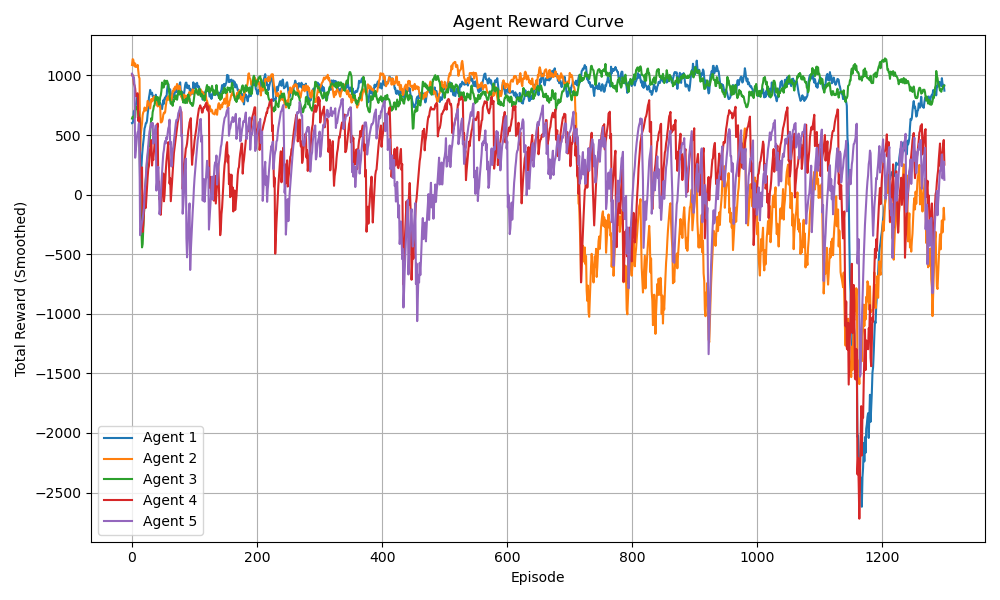 Agent Reward Curve
Total Reward (Smoothed)
1000
500
0
−500
−1000
−1500
−2000
−2500
Agent 1
Agent 2
Agent 3
Agent 4
Agent 5
0 200 400 600 800 1000 1200
Episode